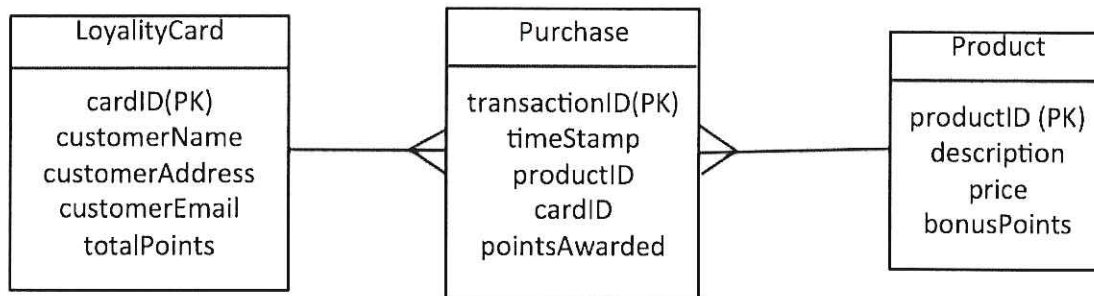 LoyalityCard
cardID(PK)
customerName
customerAddress
customerEmail
totalPoints
Purchase
transactionID(PK)
timeStamp
productID
cardID
pointsAwarded
Product
productID (PK)
description
price
bonusPoints